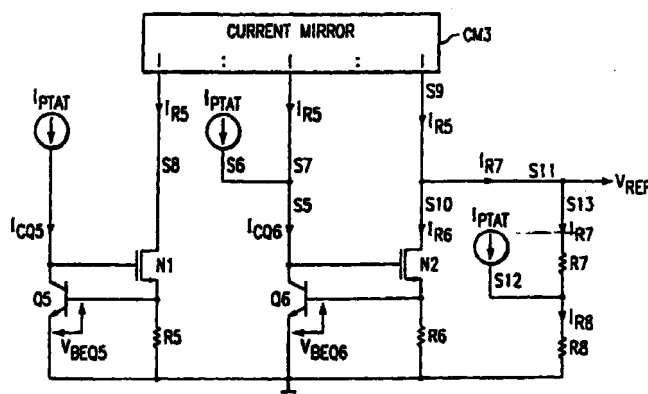 CURRENT MIRROR
CM3
S9
IPTAT
IPTAT
IR5
IR5
IR5
S6
S7
S8
IR7
S11
VREF
S5
S10
IPTAT
S13
ICQ5
ICQ6
IR6
IR7
N1
N2
R7
S12
Q5
Q6
IR8
VBEQ5
R5
VBEQ6
R6
R8